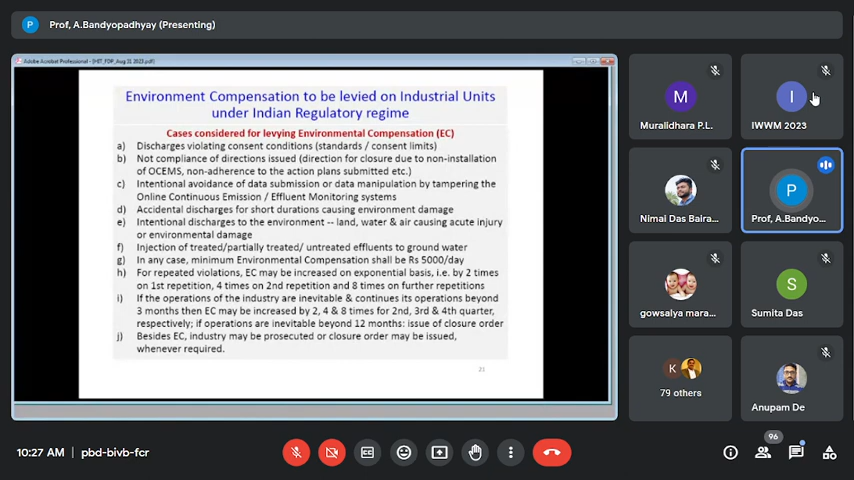 P Prof, A.Bandyopadhyay (Presenting)
Adobe Acrobat Professional - [HIT_FDP_Aug 31 2023.pdf]
Environment Compensation to be levied on Industrial Units
under Indian Regulatory regime
Cases considered for levying Environmental Compensation (EC)
a) Discharges violating consent conditions (standards / consent limits)
b) Not compliance of directions issued (direction for closure due to non-installation
of OCEMS, non-adherence to the action plans submitted etc.)
c) Intentional avoidance of data submission or data manipulation by tampering the
Online Continuous Emission / Effluent Monitoring systems
d) Accidental discharges for short durations causing environment damage
e) Intentional discharges to the environment -- land, water & air causing acute injury
or environmental damage
f) Injection of treated/partially treated/ untreated effluents to ground water
g) In any case, minimum Environmental Compensation shall be Rs 5000/day
h) For repeated violations, EC may be increased on exponential basis, i.e. by 2 times
on 1st repetition, 4 times on 2nd repetition and 8 times on further repetitions
i) If the operations of the industry are inevitable & continues its operations beyond
3 months then EC may be increased by 2, 4 & 8 times for 2nd, 3rd & 4th quarter,
respectively; if operations are inevitable beyond 12 months: issue of closure order
j) Besides EC, industry may be prosecuted or closure order may be issued,
whenever required.
21
M
Muralidhara P.L.
I
IWWM 2023
Nimai Das Baira...
P
Prof, A.Bandyo...
gowsalya mara...
S
Sumita Das
K
79 others
Anupam De
10:27 AM | pbd-bivb-fcr
CC
96